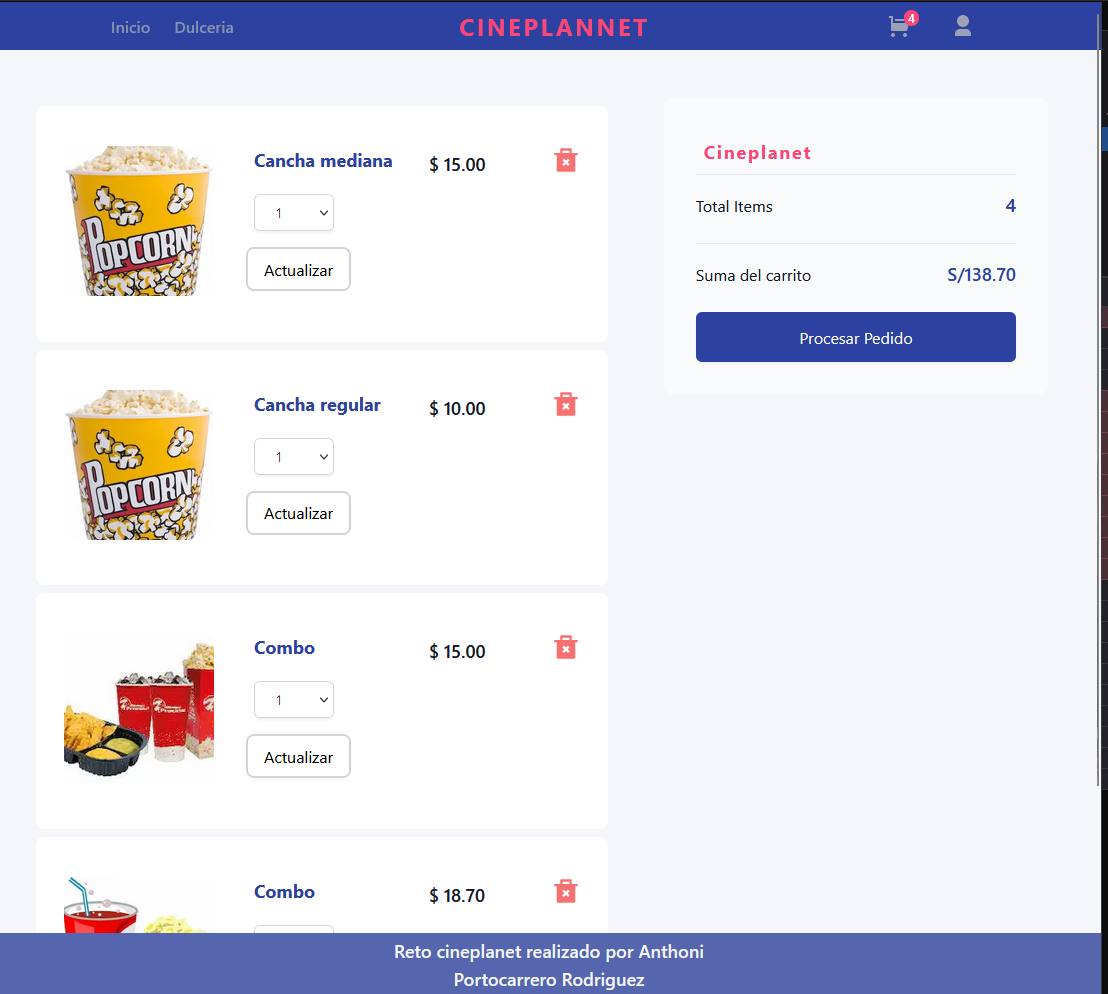 Inicio Dulceria CINEPLANNET 4
Cancha mediana $ 15.00
1
Actualizar
POPCORN
Cancha regular $ 10.00
1
Actualizar
POPCORN
Combo $ 15.00
1
Actualizar
Combo $ 18.70
Cineplanet
Total Items 4
Suma del carrito S/138.70
Procesar Pedido
Reto cineplanet realizado por Anthoni
Portocarrero Rodriguez